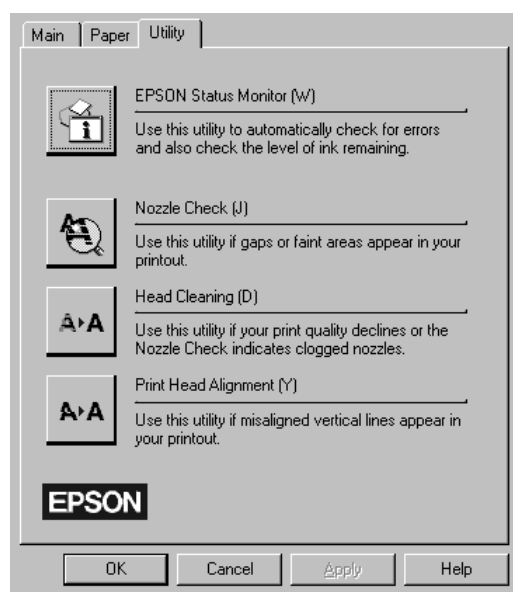 Main Paper Utility
EPSON Status Monitor (W)
Use this utility to automatically check for errors
and also check the level of ink remaining.
Nozzle Check (J)
Use this utility if gaps or faint areas appear in your
printout.
Head Cleaning (D)
Use this utility if your print quality declines or the
Nozzle Check indicates clogged nozzles.
Print Head Alignment (Y)
Use this utility if misaligned vertical lines appear in
your printout.
EPSON
OK Cancel Apply Help